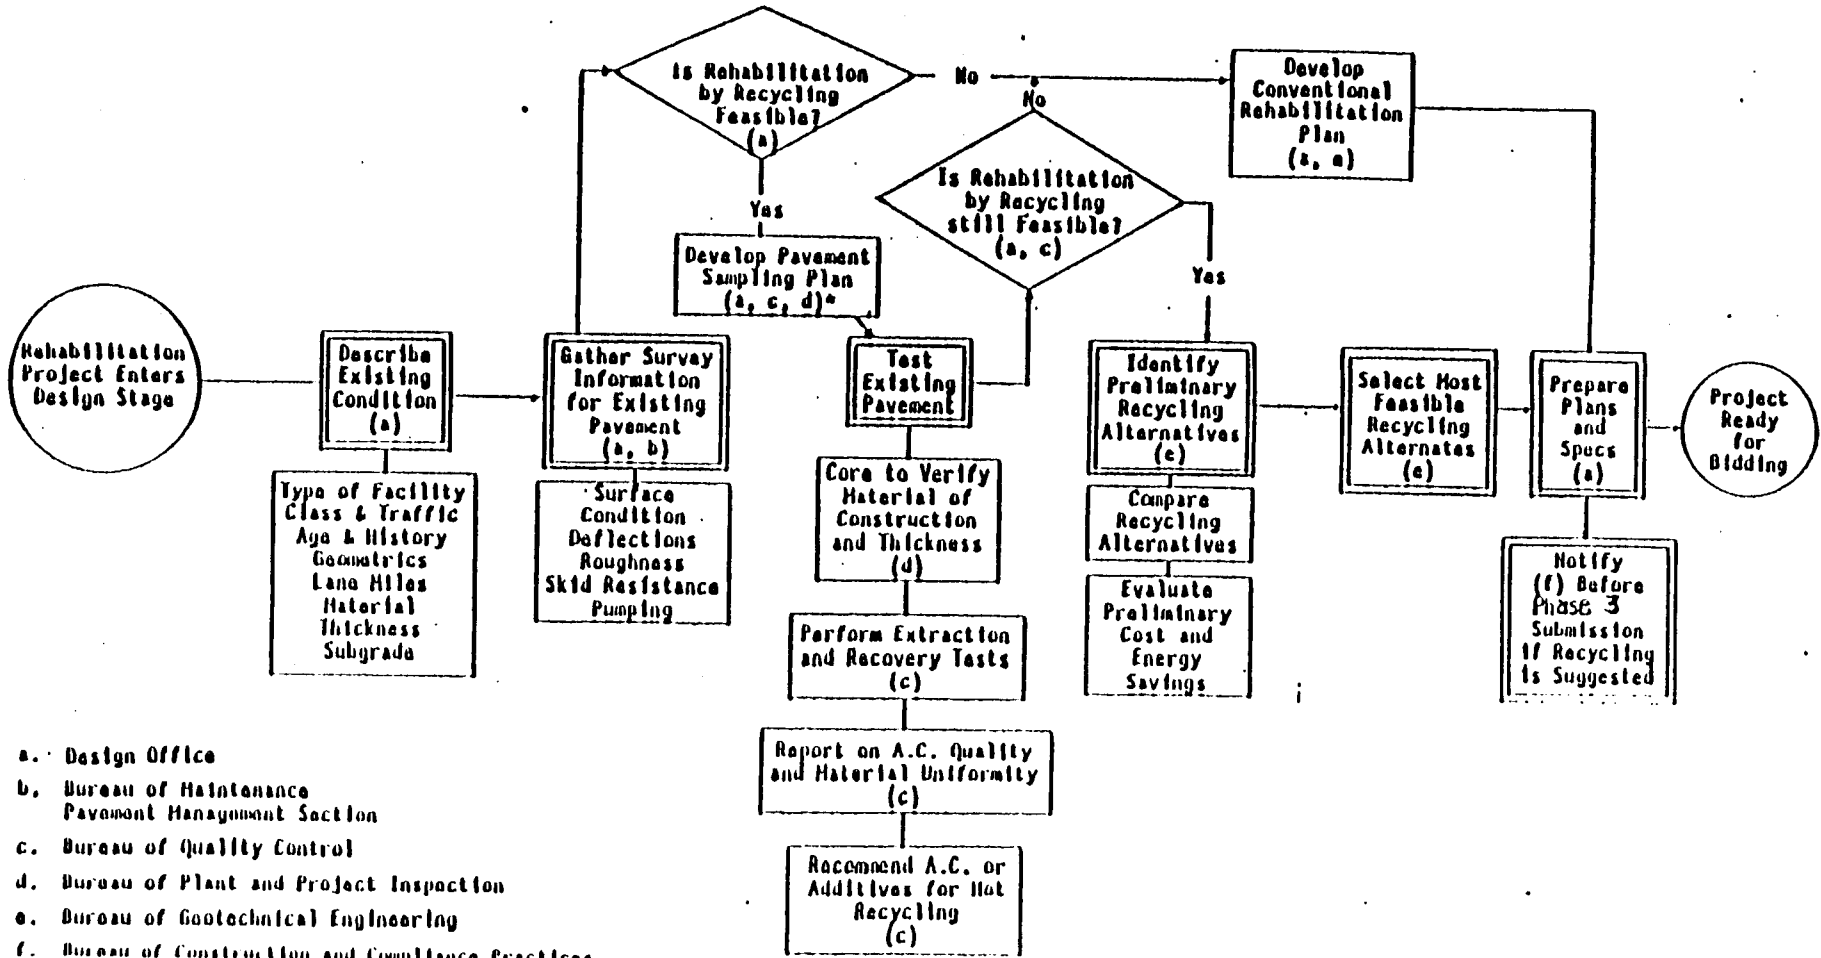 Is Rehabilitation
by Recycling
Feasible?
(a)
No
No
Yes
Develop
Conventional
Rehabilitation
Plan
(a, e)
Is Rehabilitation
by Recycling
still Feasible?
(a, c)
Yes
Develop Pavement
Sampling Plan
(a, c, d)*
Rehabilitation
Project Enters
Design Stage
Describe
Existing
Condition
(a)
Gather Survey
Information
for Existing
Pavement
(a, b)
Test
Existing
Pavement
Identify
Preliminary
Recycling
Alternatives
(e)
Select Most
Feasible
Recycling
Alternates
(e)
Prepare
Plans
and
Specs
(a)
Project
Ready
for
Bidding
Type of Facility
Class & Traffic
Age & History
Geometrics
Lane Miles
Material
Thickness
Subgrade
Surface
Condition
Deflections
Roughness
Skid Resistance
Pumping
Core to Verify
Material of
Construction
and Thickness
(d)
Perform Extraction
and Recovery Tests
(c)
Report on A.C. Quality
and Material Uniformity
(c)
Recommend A.C. or
Additives for Hot
Recycling
(c)
Compare
Recycling
Alternatives
Evaluate
Preliminary
Cost and
Energy
Savings
Notify
(f) Before
Phase 3
Submission
if Recycling
is Suggested
a. Design Office
b. Bureau of Maintenance
Pavement Management Section
c. Bureau of Quality Control
d. Bureau of Plant and Project Inspection
e. Bureau of Geotechnical Engineering
f. Bureau of Construction and Compliance Practices